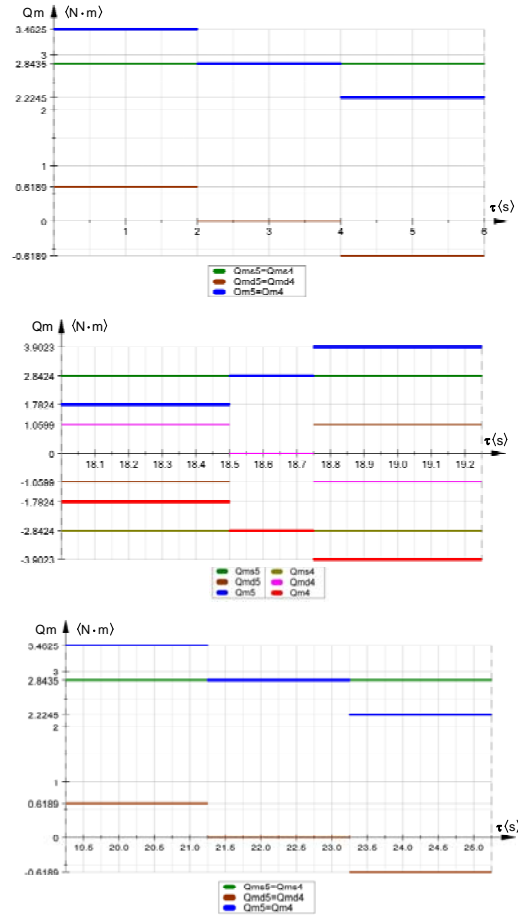 Qm ⟨N·m⟩
3.4625
3
2.8435
2.2245
2
1
0.6189
0
1 2 3 4 5 6
τ⟨s⟩
-0.6189
Qms5=Qms4
Qmd5=Qmd4
Qm5=Qm4
Qm ⟨N·m⟩
3.9023
2.8424
1.7824
1.0599
τ⟨s⟩
0
18.1 18.2 18.3 18.4 18.5 18.6 18.7 18.8 18.9 19.0 19.1 19.2
-1.0599
-1.7824
-2.8424
-3.9023
Qms5 Qms4
Qmd5 Qmd4
Qm5 Qm4
Qm ⟨N·m⟩
3.4625
3
2.8435
2.2245
2
1
0.6189
τ⟨s⟩
0
19.5 20.0 20.5 21.0 21.5 22.0 22.5 23.0 23.5 24.0 24.5 25.0
-0.6189
Qms5=Qms4
Qmd5=Qmd4
Qm5=Qm4